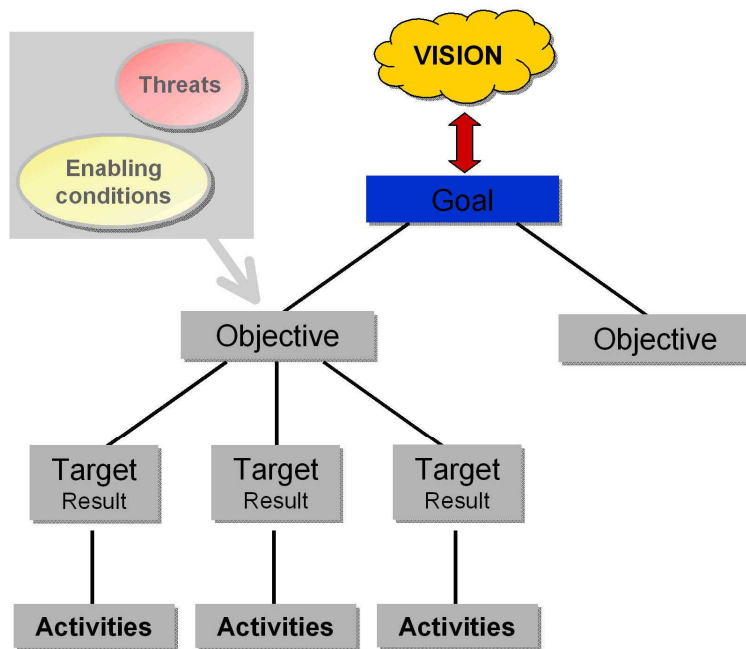 VISION
Threats
Enabling
conditions
Goal
Objective
Objective
Target
Result
Target
Result
Target
Result
Activities
Activities
Activities